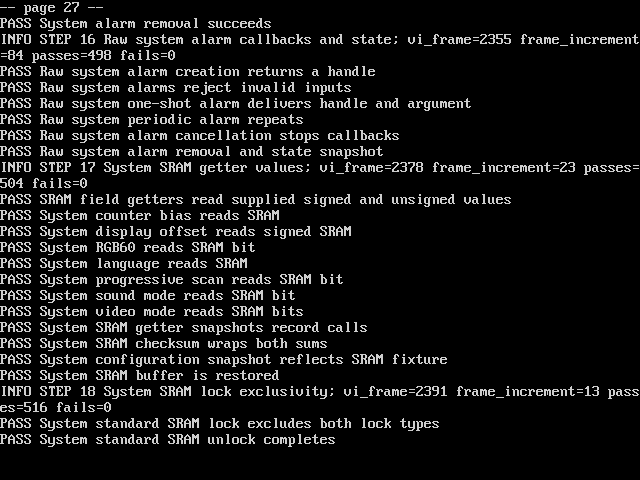 -- page 27 --
PASS System alarm removal succeeds
INFO STEP 16 Raw system alarm callbacks and state; vi_frame=2355 frame_increment
=84 passes=498 fails=0
PASS Raw system alarm creation returns a handle
PASS Raw system alarms reject invalid inputs
PASS Raw system one-shot alarm delivers handle and argument
PASS Raw system periodic alarm repeats
PASS Raw system alarm cancellation stops callbacks
PASS Raw system alarm removal and state snapshot
INFO STEP 17 System SRAM getter values; vi_frame=2378 frame_increment=23 passes=
504 fails=0
PASS SRAM field getters read supplied signed and unsigned values
PASS System counter bias reads SRAM
PASS System display offset reads signed SRAM
PASS System RGB60 reads SRAM bit
PASS System language reads SRAM
PASS System progressive scan reads SRAM bit
PASS System sound mode reads SRAM bit
PASS System video mode reads SRAM bits
PASS System SRAM getter snapshots record calls
PASS System SRAM checksum wraps both sums
PASS System configuration snapshot reflects SRAM fixture
PASS System SRAM buffer is restored
INFO STEP 18 System SRAM lock exclusivity; vi_frame=2391 frame_increment=13 pass
es=516 fails=0
PASS System standard SRAM lock excludes both lock types
PASS System standard SRAM unlock completes